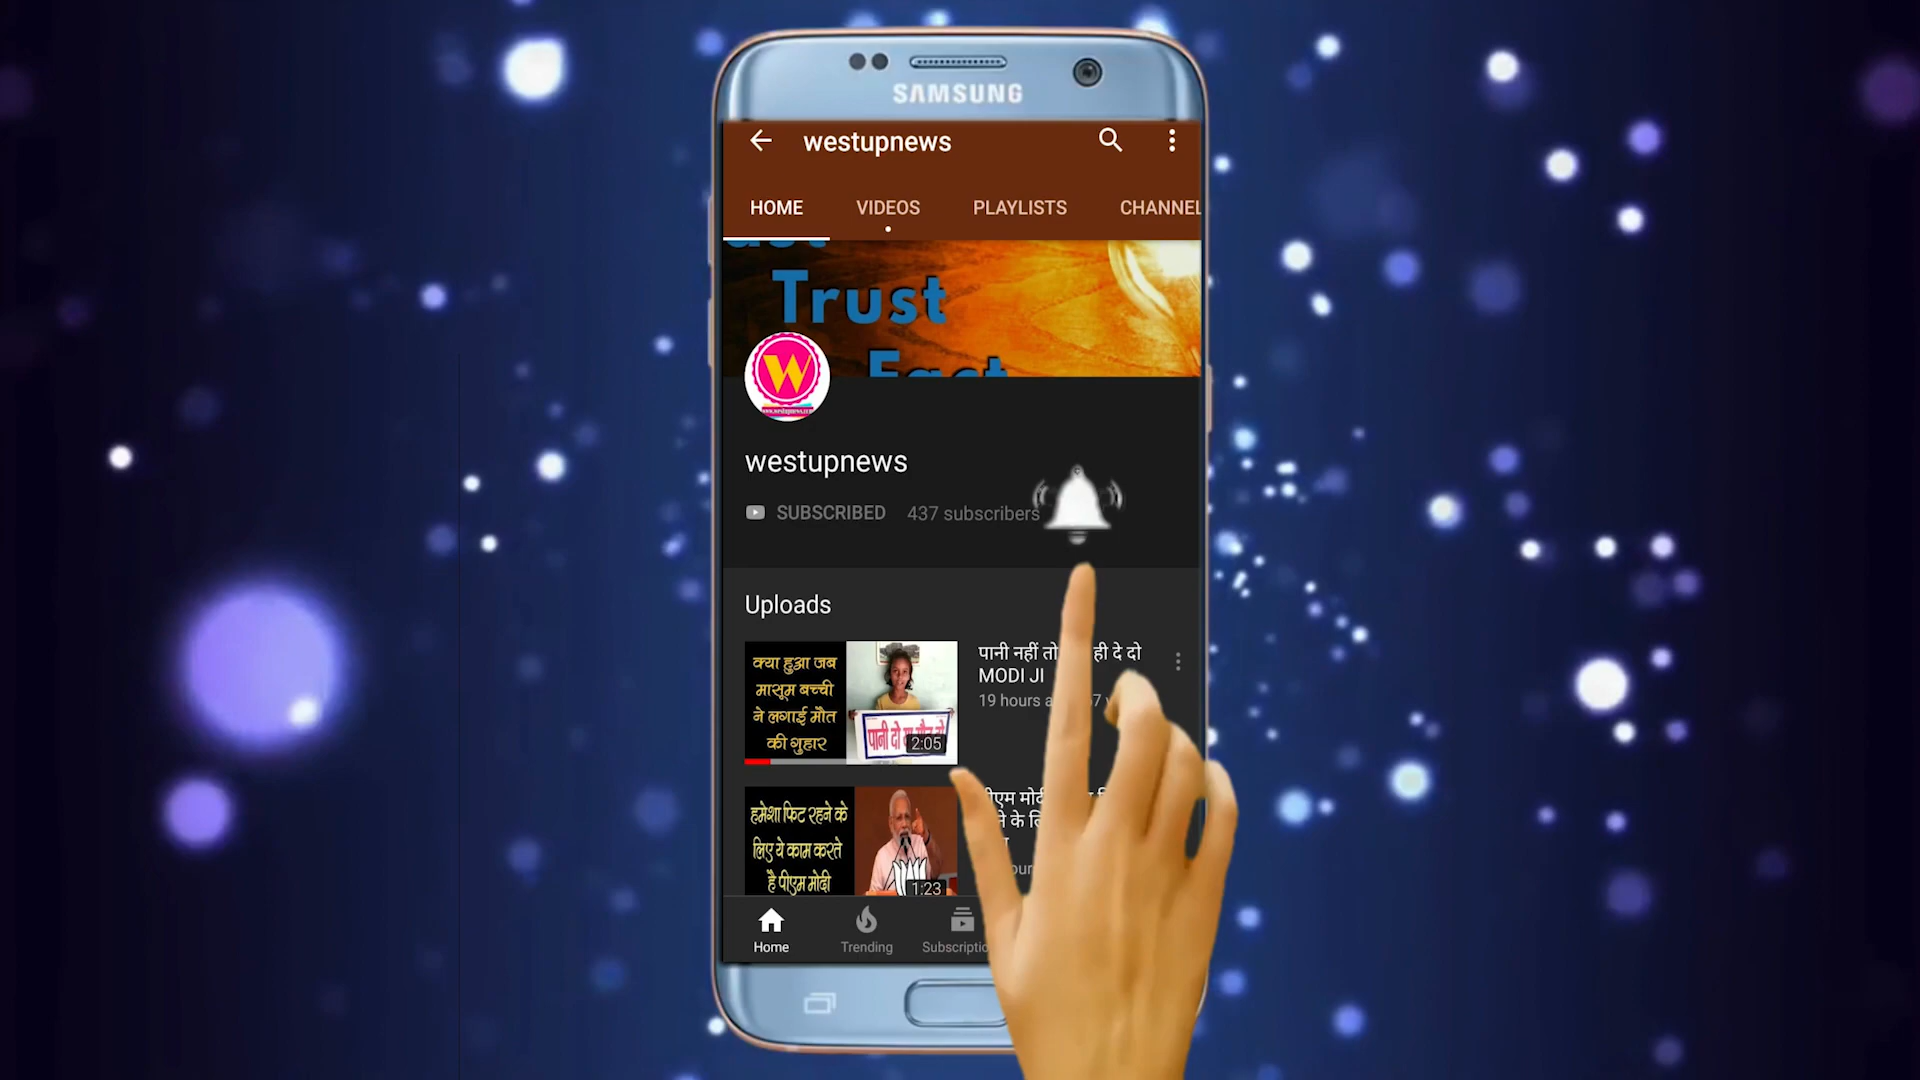 SAMSUNG
westupnews
HOME VIDEOS PLAYLISTS CHANNEL
Trust
Fact
W
westupnews
SUBSCRIBED 437 subscribers
Uploads
क्या हुआ जब
मासूम बच्ची
ने लगाई मौत
की गुहार
पानी दो या
2:05
पानी नहीं तो ही दे दो
MODI JI
19 hours
हमेशा फिट रहने के
लिए ये काम करते
है पीएम मोदी
1:23
के
Home Trending